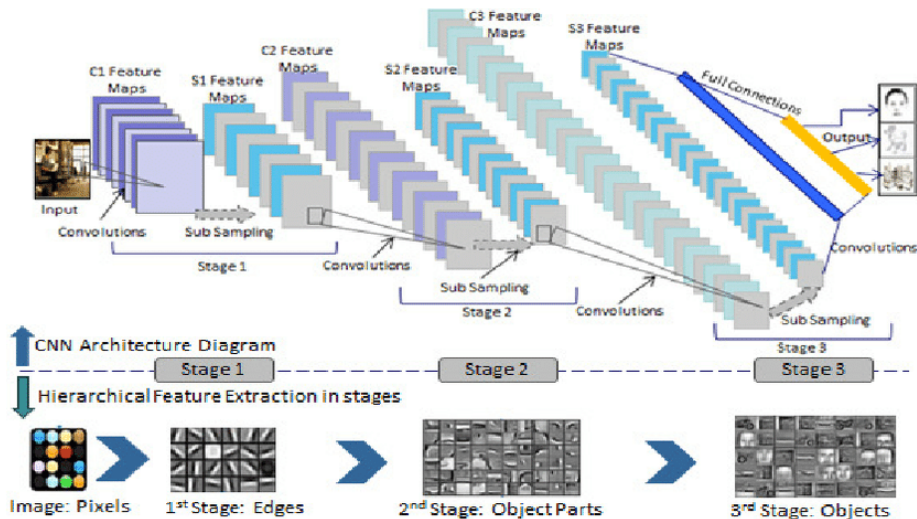 C3 Feature
Maps
S3 Feature
Maps
C2 Feature
Maps
C1 Feature
Maps
S1 Feature
Maps
S2 Feature
Maps
Full Connections
Output
Input
Convolutions
Sub Sampling
Stage 1
Convolutions
Sub Sampling
Stage 2
Convolutions
Convolutions
Sub Sampling
Stage 3
CNN Architecture Diagram
Stage 1
Stage 2
Stage 3
Hierarchical Feature Extraction in stages
Image: Pixels
1st Stage: Edges
2nd Stage: Object Parts
3rd Stage: Objects